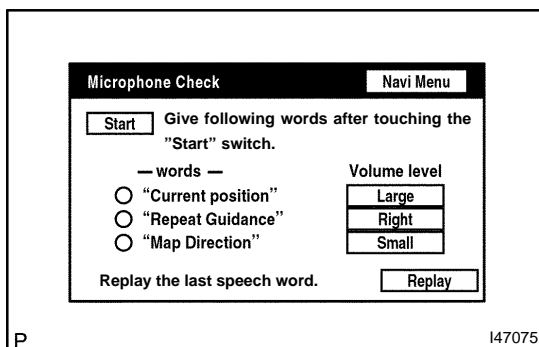 Microphone Check Navi Menu
Start Give following words after touching the
”Start” switch.
— words — Volume level
“Current position” Large
“Repeat Guidance” Right
“Map Direction” Small
Replay the last speech word. Replay
P I47075